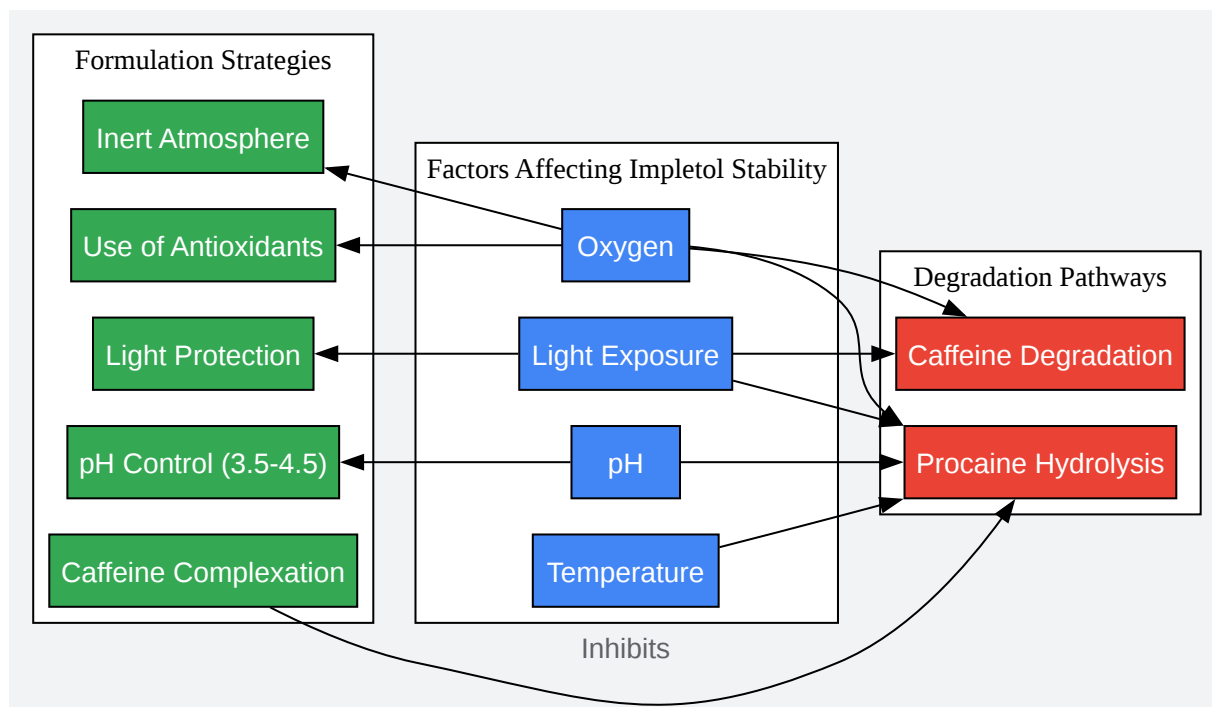 Formulation Strategies
Inert Atmosphere
Use of Antioxidants
Light Protection
pH Control (3.5-4.5)
Caffeine Complexation
Factors Affecting Impletol Stability
Oxygen
Light Exposure
pH
Temperature
Inhibits
Degradation Pathways
Caffeine Degradation
Procaine Hydrolysis